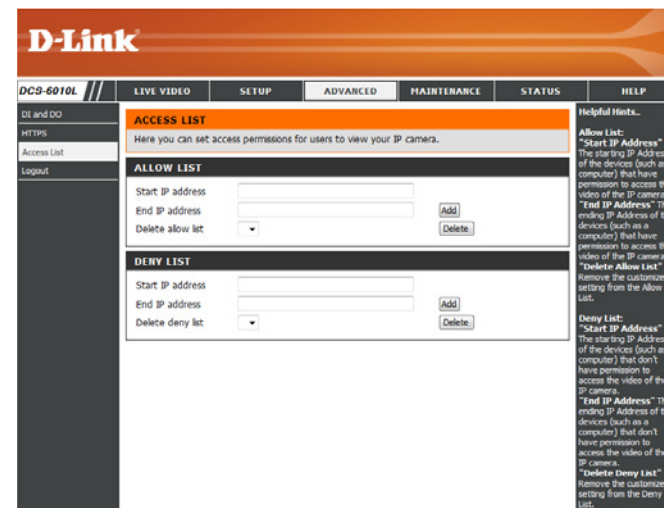 D-Link
DCS-6010L
LIVE VIDEO
SETUP
ADVANCED
MAINTENANCE
STATUS
HELP
DI and DO
HTTPS
Access List
Logout
ACCESS LIST
Here you can set access permissions for users to view your IP camera.
ALLOW LIST
Start IP address
End IP address
Add
Delete allow list
Delete
DENY LIST
Start IP address
End IP address
Add
Delete deny list
Delete
Helpful Hints..
Allow List:
"Start IP Address"
The starting IP Addres
of the devices (such as
computer) that have
permission to access th
video of the IP camera
"End IP Address" Th
ending IP Address of t
devices (such as a
computer) that have
permission to access th
video of the IP camera
"Delete Allow List"
Remove the customize
setting from the Allow
List.
Deny List:
"Start IP Address"
The starting IP Addres
of the devices (such as
computer) that don't
have permission to
access the video of the
IP camera.
"End IP Address" Th
ending IP Address of t
devices (such as a
computer) that don't
have permission to
access the video of the
IP camera.
"Delete Deny List"
Remove the customize
setting from the Deny
List.